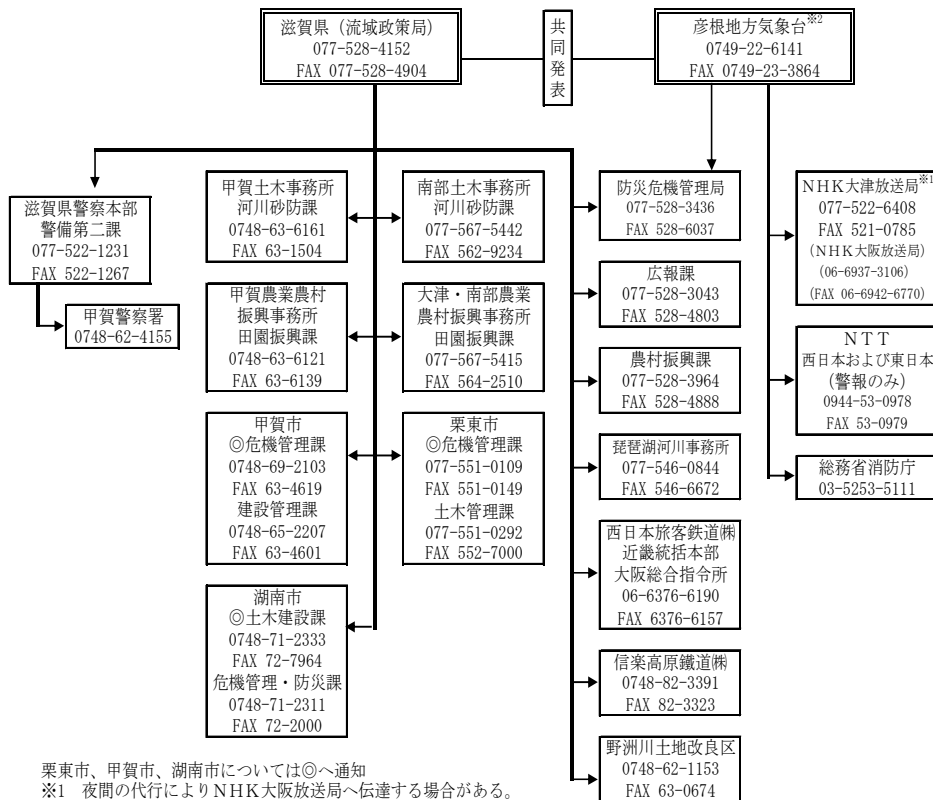 滋賀県（流域政策局）
077-528-4152
FAX 077-528-4904
共同発表
彦根地方気象台※2
0749-22-6141
FAX 0749-23-3864
滋賀県警察本部
警備第二課
077-522-1231
FAX 522-1267
甲賀警察署
0748-62-4155
甲賀土木事務所
河川砂防課
0748-63-6161
FAX 63-1504
南部土木事務所
河川砂防課
077-567-5442
FAX 562-9234
甲賀農業農村
振興事務所
田園振興課
0748-63-6121
FAX 63-6139
大津・南部農業
農村振興事務所
田園振興課
077-567-5415
FAX 564-2510
甲賀市
◎危機管理課
0748-69-2103
FAX 63-4619
建設管理課
0748-65-2207
FAX 63-4601
栗東市
◎危機管理課
077-551-0109
FAX 551-0149
土木管理課
077-551-0292
FAX 552-7000
湖南市
◎土木建設課
0748-71-2333
FAX 72-7964
危機管理・防災課
0748-71-2311
FAX 72-2000
防災危機管理局
077-528-3436
FAX 528-6037
広報課
077-528-3043
FAX 528-4803
農村振興課
077-528-3964
FAX 528-4888
琵琶湖河川事務所
077-546-0844
FAX 546-6672
西日本旅客鉄道㈱
近畿統括本部
大阪総合指令所
06-6376-6190
FAX 6376-6157
信楽高原鐵道㈱
0748-82-3391
FAX 82-3323
野洲川土地改良区
0748-62-1153
FAX 63-0674
NHK大津放送局※1
077-522-6408
FAX 521-0785
(NHK大阪放送局)
(06-6937-3106)
(FAX 06-6942-6770)
NTT
西日本および東日本
(警報のみ)
0944-53-0978
FAX 53-0979
総務省消防庁
03-5253-5111
栗東市、甲賀市、湖南市については◎へ通知
※1 夜間の代行によりNHK大阪放送局へ伝達する場合がある。